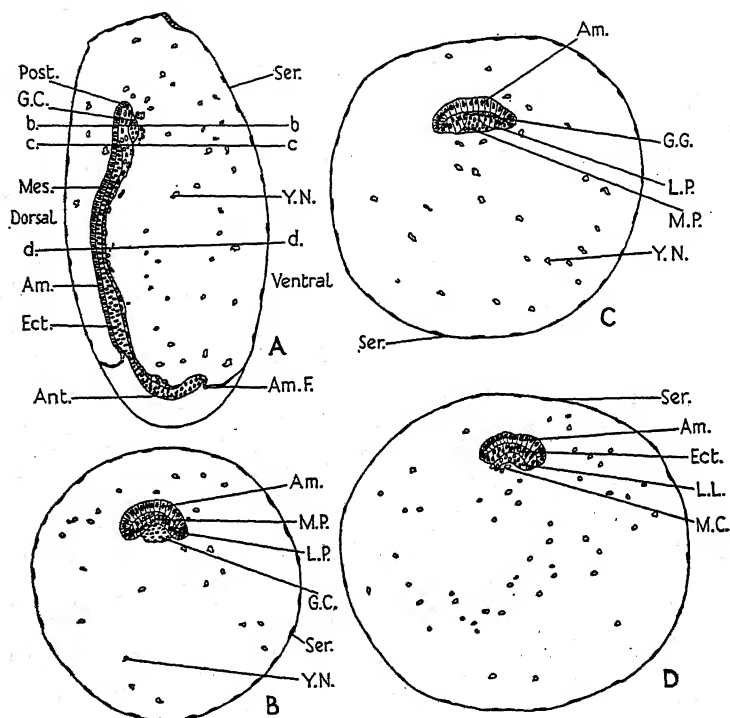 Post.
G.C.
b.
c.
Mes.
Dorsal
d.
Am.
Ect.
Ant.
Ser.
b
c
Y.N.
d.
Ventral
A
Am.F.
Am.
G.G.
L.P.
M.P.
Y.N.
Ser.
C
Am.
M.P.
L.P.
G.C.
Ser.
Y.N.
B
Ser.
Am.
Ect.
L.L.
M.C.
D